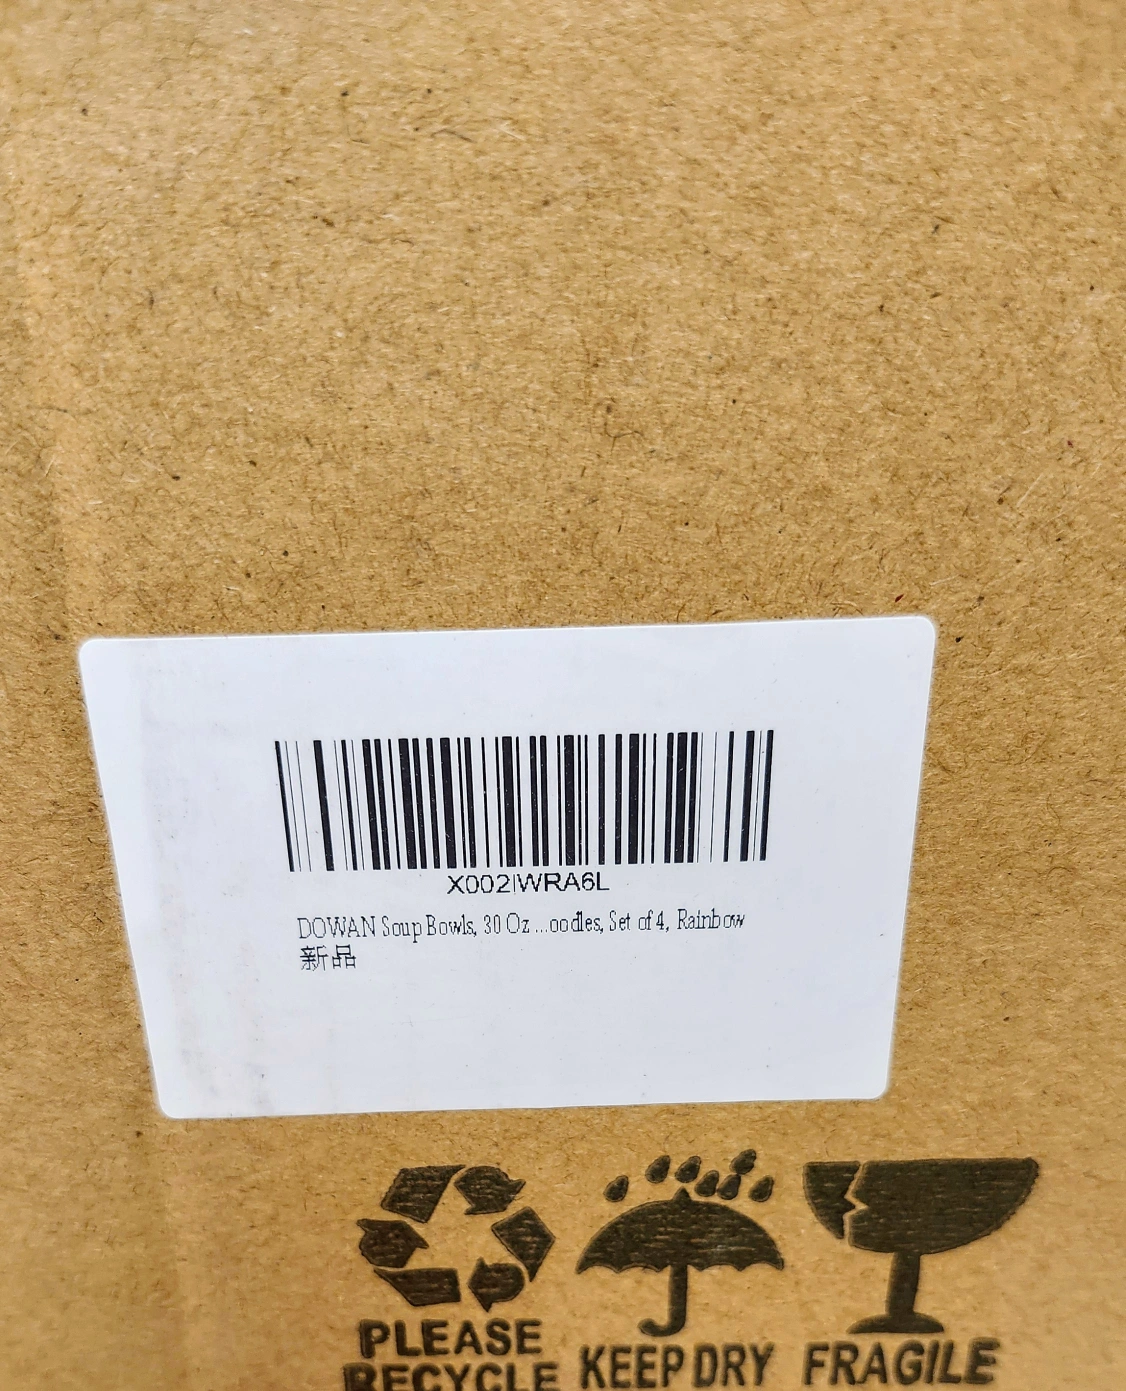 X002IWRA6L
DOWAN Soup Bowls, 30 Oz ...oodles, Set of 4, Rainbow
新品
PLEASE RECYCLE
KEEP DRY
FRAGILE